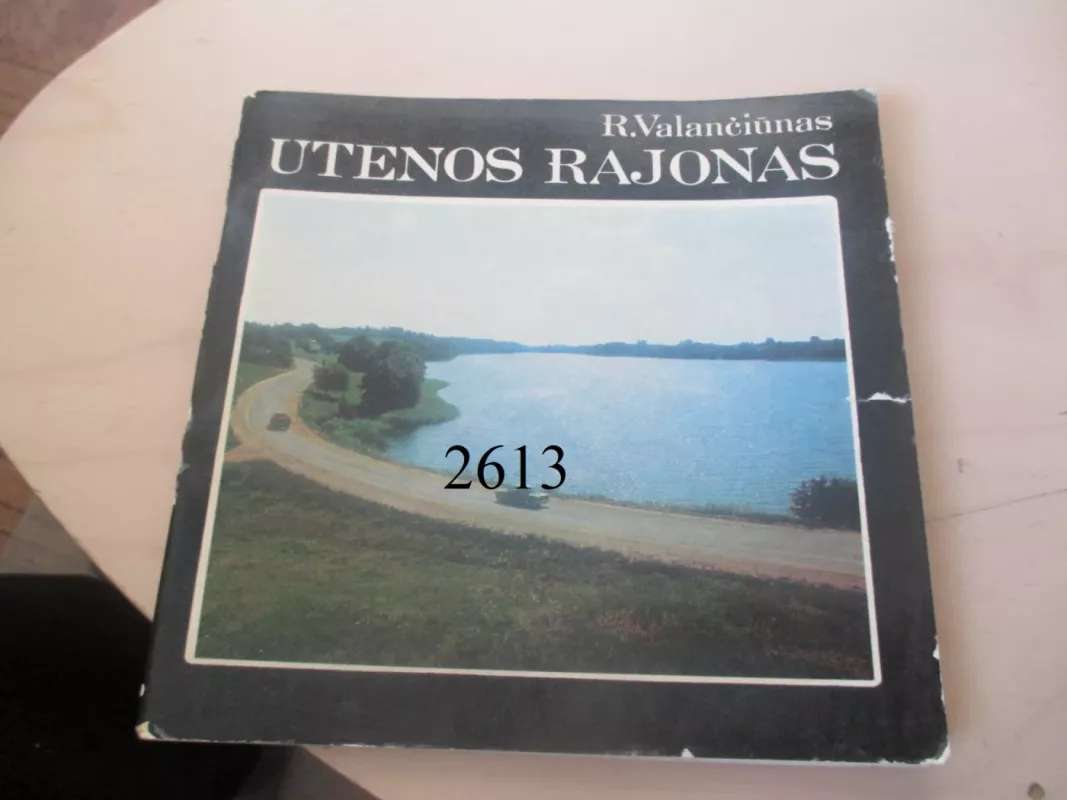 R.Valančiūnas
UTENOS RAJONAS
2613